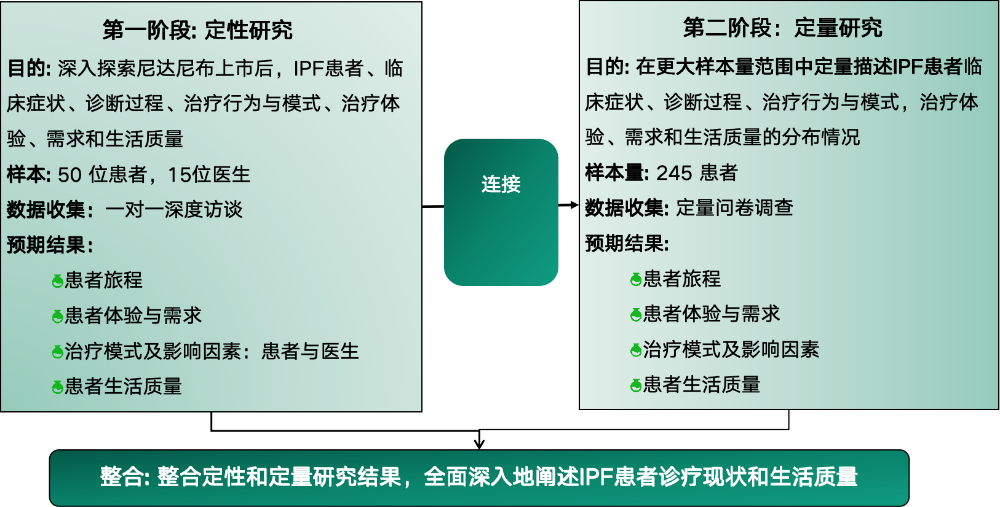 第一阶段: 定性研究
目的: 深入探索尼达尼布上市后，IPF患者、临
床症状、诊断过程、治疗行为与模式、治疗体
验、需求和生活质量
样本: 50 位患者，15位医生
数据收集：一对一深度访谈
预期结果：
患者旅程
患者体验与需求
治疗模式及影响因素：患者与医生
患者生活质量
连接
第二阶段：定量研究
目的: 在更大样本量范围中定量描述IPF患者临
床症状、诊断过程、治疗行为与模式，治疗体
验、需求和生活质量的分布情况
样本量: 245 患者
数据收集: 定量问卷调查
预期结果:
患者旅程
患者体验与需求
治疗模式及影响因素
患者生活质量
整合: 整合定性和定量研究结果，全面深入地阐述IPF患者诊疗现状和生活质量